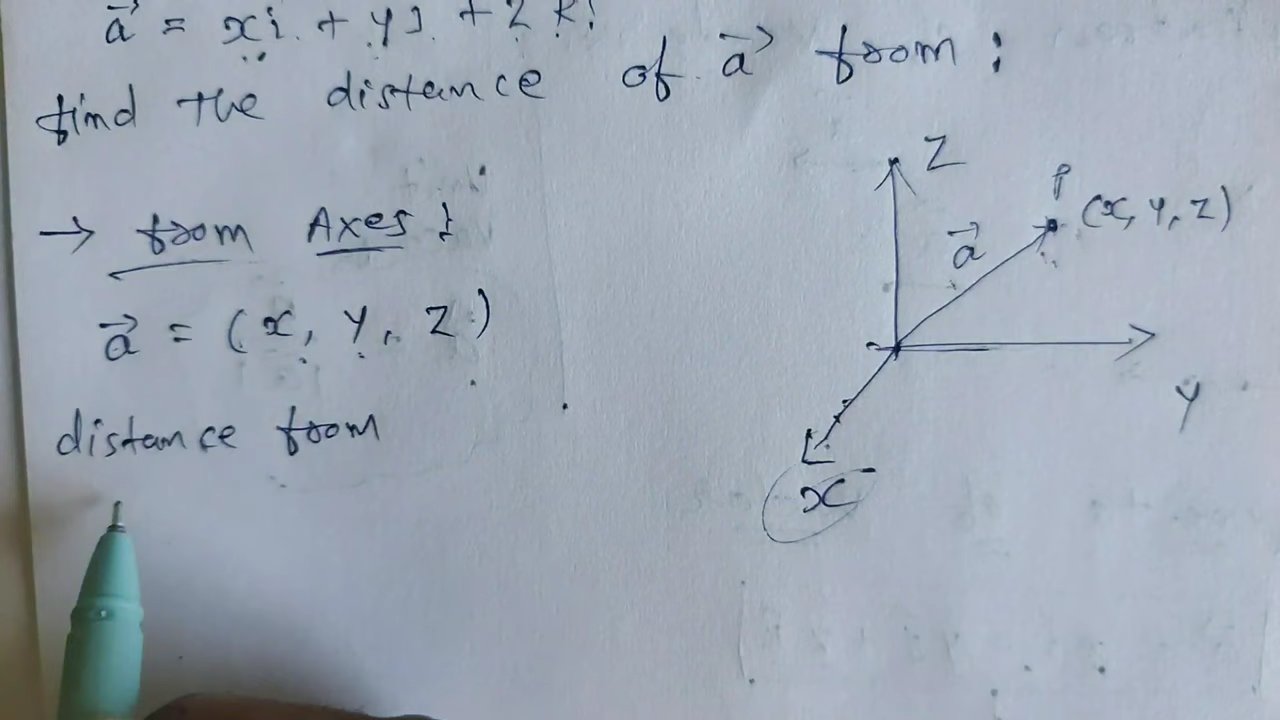 a⃗ = xi + yj + zk;
find the distance of a⃗ from :
→ from Axes :
a⃗ = (x, y, z)
distance from
Z
P
(x, y, z)
a⃗
Y
x